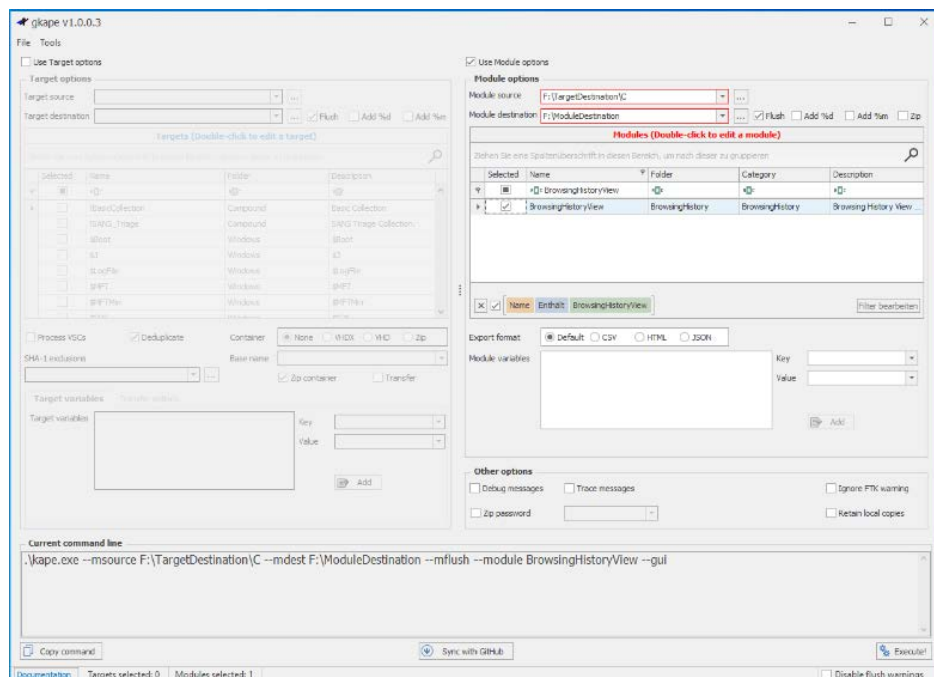 gkape v1.0.0.3
File Tools
Use Target options
Target options
Target source
Target destination ... Flush Add %d Add %m
Targets (Double-click to edit a target)
Selected Name Folder Description
!BasicCollection Compound Basic Collection
!SANS_Triage Compound SANS Triage Collection.
$Boot Windows $Boot
$J Windows $J
$LogFile Windows $LogFile
$MFT Windows $MFT
$MFTMirr Windows $MFTMirr
Process VSCs Deduplicate Container None VHDX VHD Zip
SHA-1 exclusions Base name
... Zip container Transfer
Target variables Transfer options
Target variables Key
Value
Add
Use Module options
Module options
Module source F:\TargetDestination\C ...
Module destination F:\ModuleDestination ... Flush Add %d Add %m Zip
Modules (Double-click to edit a module)
Ziehen Sie eine Spaltenüberschrift in diesen Bereich, um nach dieser zu gruppieren
Selected Name Folder Category Description
BrowsingHistoryView
BrowsingHistoryView BrowsingHistory BrowsingHistory Browsing History View ...
Name Enthält BrowsingHistoryView Filter bearbeiten
Export format Default CSV HTML JSON
Module variables Key
Value
Add
Other options
Debug messages Trace messages Ignore FTK warning
Zip password Retain local copies
Current command line
.\kape.exe --msource F:\TargetDestination\C --mdest F:\ModuleDestination --mflush --module BrowsingHistoryView --gui
Copy command Sync with GitHub Execute!
Documentation Targets selected: 0 Modules selected: 1 Disable flush warnings